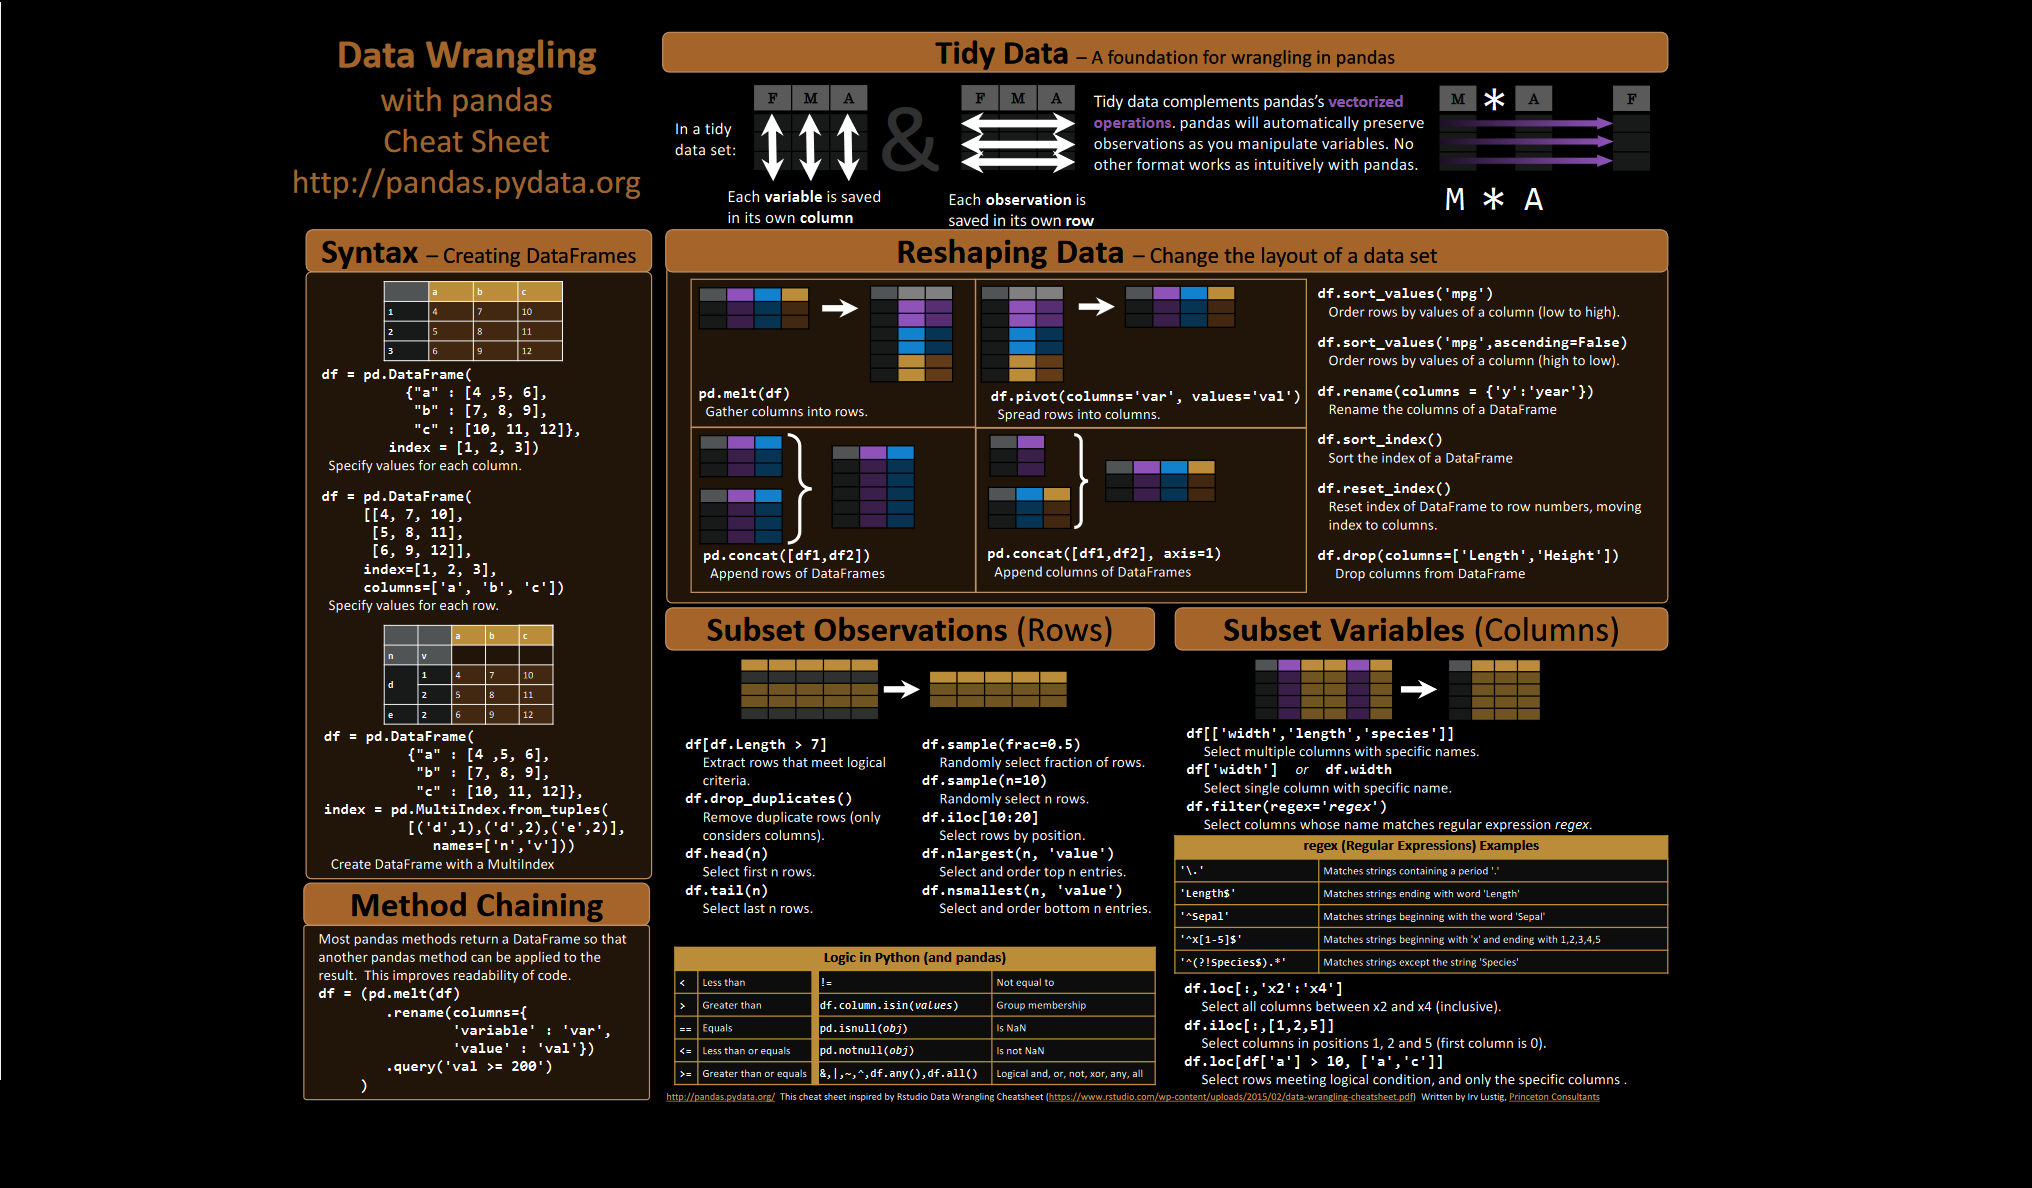 Data Wrangling
with pandas
Cheat Sheet
http://pandas.pydata.org
Tidy Data – A foundation for wrangling in pandas
In a tidy
data set:
F M A
Each variable is saved
in its own column
&
F M A
Each observation is
saved in its own row
Tidy data complements pandas's vectorized
operations. pandas will automatically preserve
observations as you manipulate variables. No
other format works as intuitively with pandas.
M * A F
M * A
Syntax – Creating DataFrames
a b c
1 4 7 10
2 5 8 11
3 6 9 12
df = pd.DataFrame(
{"a" : [4 ,5, 6],
"b" : [7, 8, 9],
"c" : [10, 11, 12]},
index = [1, 2, 3])
Specify values for each column.
df = pd.DataFrame(
[[4, 7, 10],
[5, 8, 11],
[6, 9, 12]],
index=[1, 2, 3],
columns=['a', 'b', 'c'])
Specify values for each row.
a b c
n v
d 1 4 7 10
2 5 8 11
e 2 6 9 12
df = pd.DataFrame(
{"a" : [4 ,5, 6],
"b" : [7, 8, 9],
"c" : [10, 11, 12]},
index = pd.MultiIndex.from_tuples(
[('d',1),('d',2),('e',2)],
names=['n','v']))
Create DataFrame with a MultiIndex
Method Chaining
Most pandas methods return a DataFrame so that
another pandas method can be applied to the
result. This improves readability of code.
df = (pd.melt(df)
.rename(columns={
'variable' : 'var',
'value' : 'val'})
.query('val >= 200')
)
Reshaping Data – Change the layout of a data set
pd.melt(df)
Gather columns into rows.
df.pivot(columns='var', values='val')
Spread rows into columns.
pd.concat([df1,df2])
Append rows of DataFrames
pd.concat([df1,df2], axis=1)
Append columns of DataFrames
df.sort_values('mpg')
Order rows by values of a column (low to high).
df.sort_values('mpg',ascending=False)
Order rows by values of a column (high to low).
df.rename(columns = {'y':'year'})
Rename the columns of a DataFrame
df.sort_index()
Sort the index of a DataFrame
df.reset_index()
Reset index of DataFrame to row numbers, moving
index to columns.
df.drop(columns=['Length','Height'])
Drop columns from DataFrame
Subset Observations (Rows)
df[df.Length > 7]
Extract rows that meet logical
criteria.
df.drop_duplicates()
Remove duplicate rows (only
considers columns).
df.head(n)
Select first n rows.
df.tail(n)
Select last n rows.
df.sample(frac=0.5)
Randomly select fraction of rows.
df.sample(n=10)
Randomly select n rows.
df.iloc[10:20]
Select rows by position.
df.nlargest(n, 'value')
Select and order top n entries.
df.nsmallest(n, 'value')
Select and order bottom n entries.
Logic in Python (and pandas)
< Less than != Not equal to
> Greater than df.column.isin(values) Group membership
== Equals pd.isnull(obj) Is NaN
<= Less than or equals pd.notnull(obj) Is not NaN
>= Greater than or equals &,|,~,^,df.any(),df.all() Logical and, or, not, xor, any, all
Subset Variables (Columns)
df[['width','length','species']]
Select multiple columns with specific names.
df['width'] or df.width
Select single column with specific name.
df.filter(regex='regex')
Select columns whose name matches regular expression regex.
regex (Regular Expressions) Examples
'\.' Matches strings containing a period '.'
'Length$' Matches strings ending with word 'Length'
'^Sepal' Matches strings beginning with the word 'Sepal'
'^x[1-5]$' Matches strings beginning with 'x' and ending with 1,2,3,4,5
'^(?!Species$).*' Matches strings except the string 'Species'
df.loc[:,'x2':'x4']
Select all columns between x2 and x4 (inclusive).
df.iloc[:,[1,2,5]]
Select columns in positions 1, 2 and 5 (first column is 0).
df.loc[df['a'] > 10, ['a','c']]
Select rows meeting logical condition, and only the specific columns .
http://pandas.pydata.org/ This cheat sheet inspired by Rstudio Data Wrangling Cheatsheet (https://www.rstudio.com/wp-content/uploads/2015/02/data-wrangling-cheatsheet.pdf) Written by Irv Lustig, Princeton Consultants